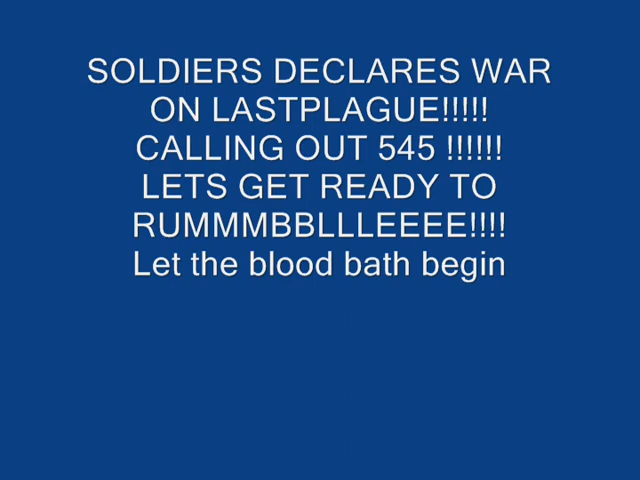 SOLDIERS DECLARES WAR
ON LASTPLAGUE!!!!!
CALLING OUT 545 !!!!!!
LETS GET READY TO
RUMMMBBLLLEEEE!!!!
Let the blood bath begin